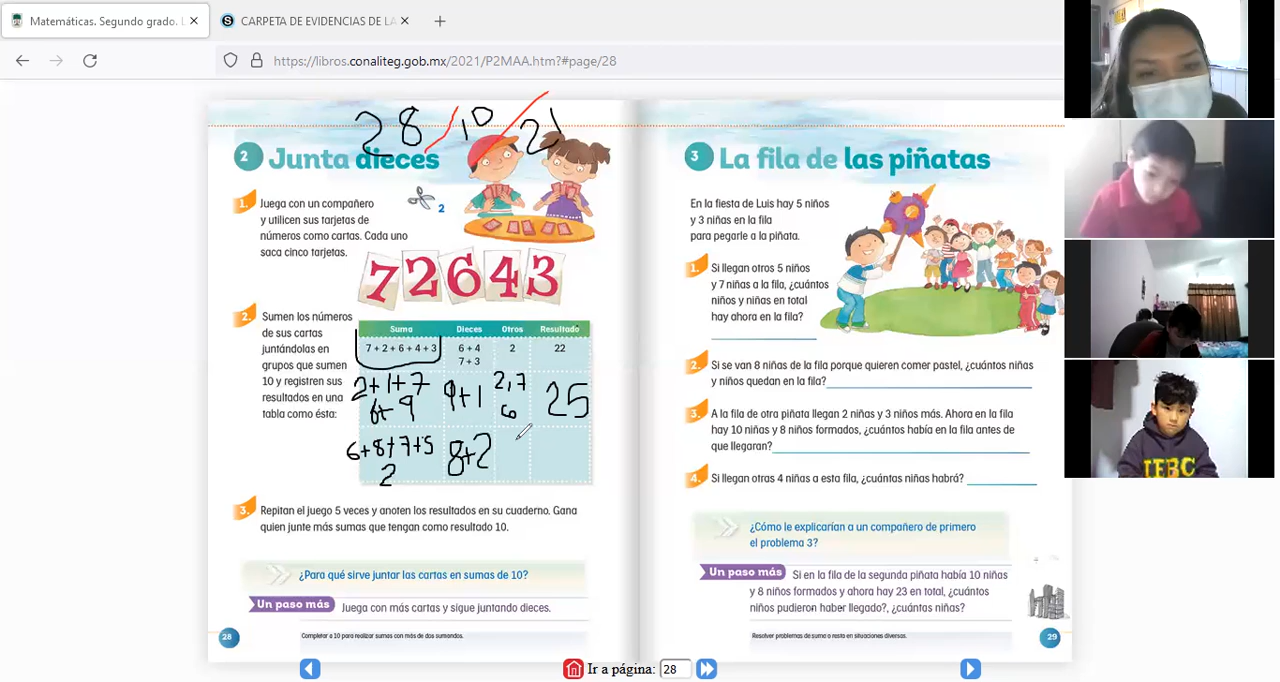 Matemáticas. Segundo grado.
CARPETA DE EVIDENCIAS DE LA
https://libros.conaliteg.gob.mx/2021/P2MAA.htm?#page/28
28 10 21
2 Junta dieces
1. Juega con un compañero
y utilicen sus tarjetas de
números como cartas. Cada uno
saca cinco tarjetas.
2
7 2 6 4 3
2. Sumen los números
de sus cartas
juntándolas en
grupos que sumen
10 y registren sus
resultados en una
tabla como ésta:
Suma Dieces Otros Resultado
7 + 2 + 6 + 4 + 3 6 + 4 2 22
7 + 3
2+1+7 9+1 2,7 25
6+9 6
6+8+7+5 8+2
2
3. Repitan el juego 5 veces y anoten los resultados en su cuaderno. Gana
quien junte más sumas que tengan como resultado 10.
¿Para qué sirve juntar las cartas en sumas de 10?
Un paso más Juega con más cartas y sigue juntando dieces.
28 Completar a 10 para realizar sumas con más de dos sumandos.
3 La fila de las piñatas
En la fiesta de Luis hay 5 niños
y 3 niñas en la fila
para pegarle a la piñata.
1. Si llegan otros 5 niños
y 7 niñas a la fila, ¿cuántos
niños y niñas en total
hay ahora en la fila?
2. Si se van 8 niñas de la fila porque quieren comer pastel, ¿cuántos niñas
y niños quedan en la fila?
3. A la fila de otra piñata llegan 2 niñas y 3 niños más. Ahora en la fila
hay 10 niñas y 8 niños formados, ¿cuántos había en la fila antes de
que llegaran?
4. Si llegan otras 4 niñas a esta fila, ¿cuántas niñas habrá?
¿Cómo le explicarían a un compañero de primero
el problema 3?
Un paso más Si en la fila de la segunda piñata había 10 niñas
y 8 niños formados y ahora hay 23 en total, ¿cuántos
niños pudieron haber llegado?, ¿cuántas niñas?
Resolver problemas de suma o resta en situaciones diversas. 29
Ir a página: 28
IEBC